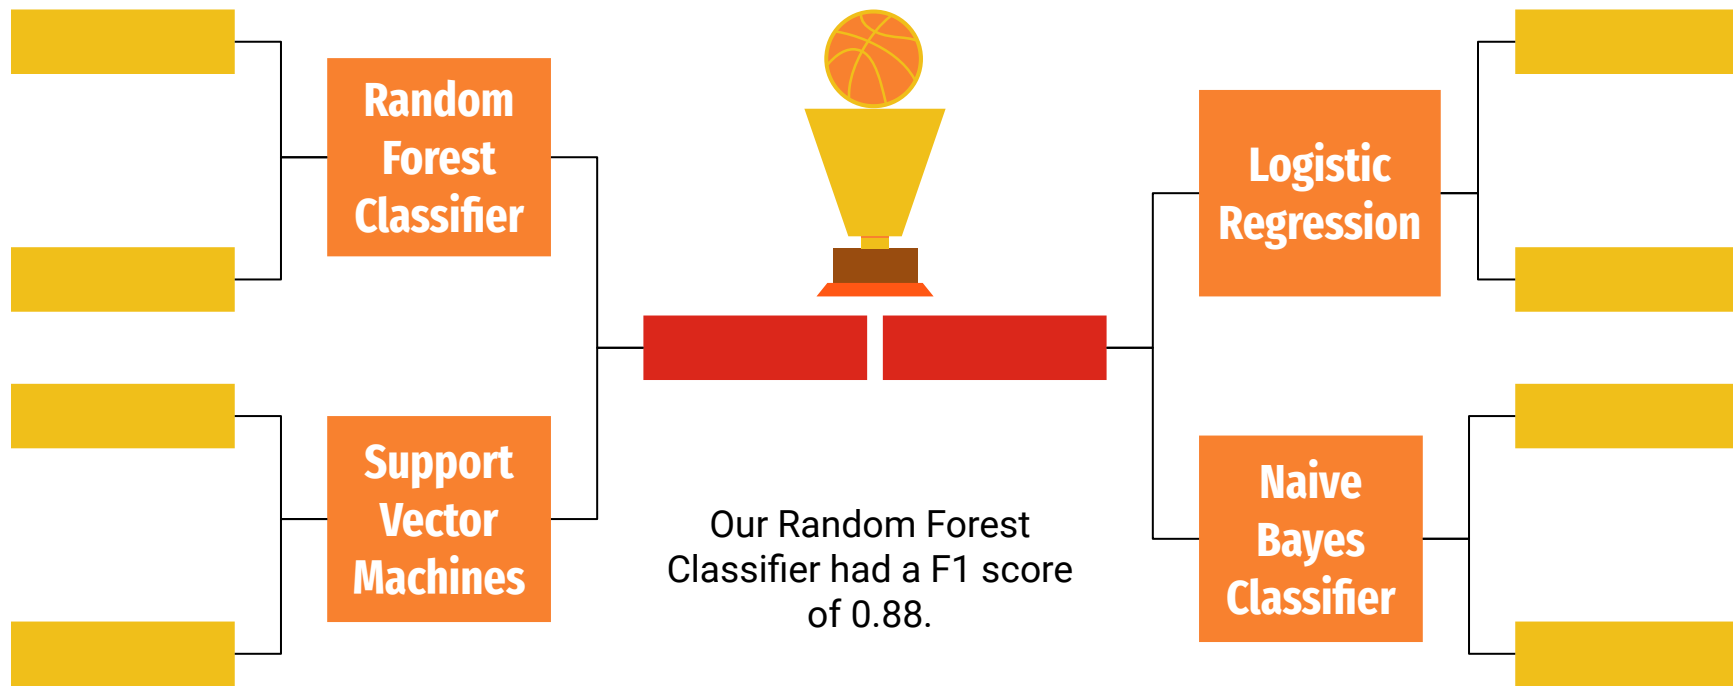 Random
Forest
Classifier
Logistic
Regression
Support
Vector
Machines
Naive
Bayes
Classifier
Our Random Forest
Classifier had a F1 score
of 0.88.